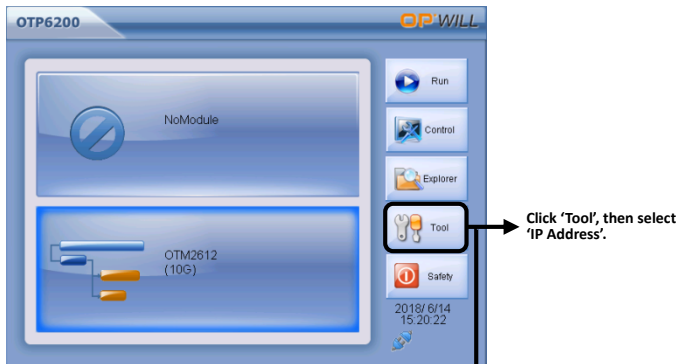 OTP6200
OPWILL
NoModule
OTM2612
(10G)
Run
Control
Explorer
Tool
Safety
2018/ 6/14
15:20:22
Click ‘Tool’, then select
‘IP Address’.